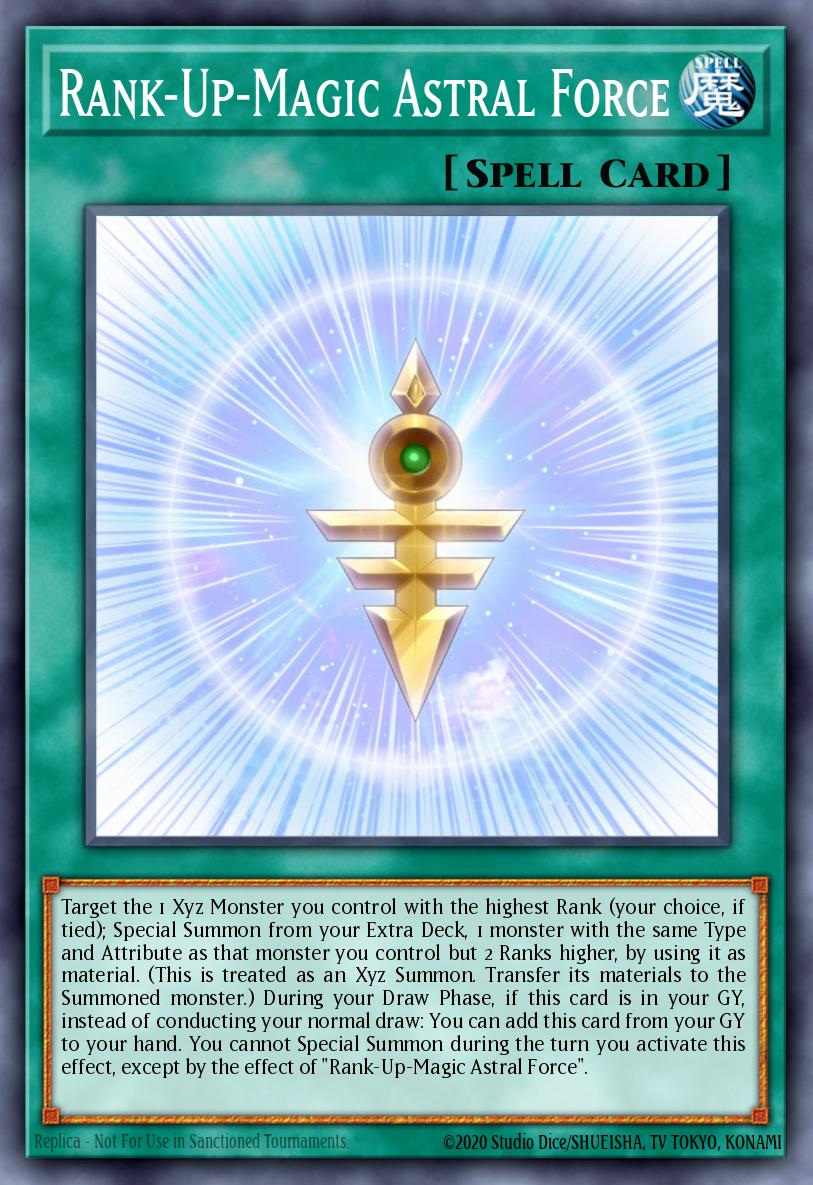 Rank-Up-Magic Astral Force
SPELL
魔
[ Spell Card ]
Target the 1 Xyz Monster you control with the highest Rank (your choice, if
tied); Special Summon from your Extra Deck, 1 monster with the same Type
and Attribute as that monster you control but 2 Ranks higher, by using it as
material. (This is treated as an Xyz Summon. Transfer its materials to the
Summoned monster.) During your Draw Phase, if this card is in your GY,
instead of conducting your normal draw: You can add this card from your GY
to your hand. You cannot Special Summon during the turn you activate this
effect, except by the effect of "Rank-Up-Magic Astral Force".
Replica - Not For Use in Sanctioned Tournaments.
©2020 Studio Dice/SHUEISHA, TV TOKYO, KONAMI